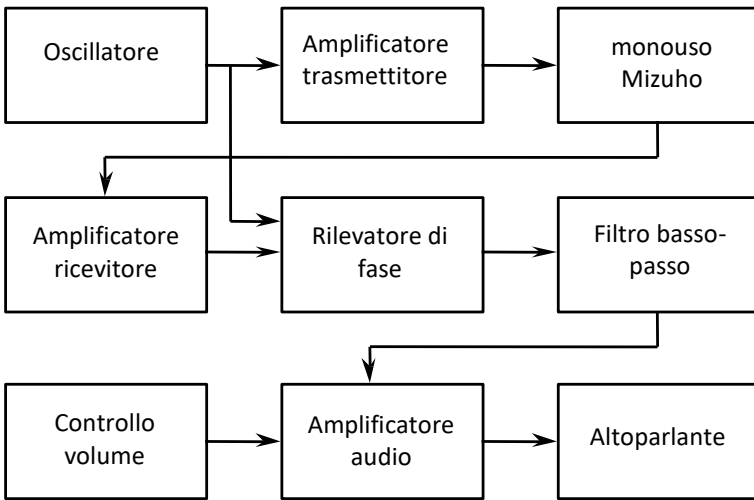 Oscillatore
Amplificatore
trasmettitore
monouso
Mizuho
Amplificatore
ricevitore
Rilevatore di
fase
Filtro basso-
passo
Controllo
volume
Amplificatore
audio
Altoparlante